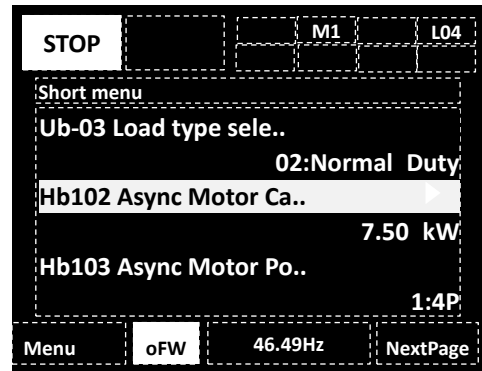 STOP M1 L04
Short menu
Ub-03 Load type sele..
02:Normal Duty
Hb102 Async Motor Ca..
7.50 kW
Hb103 Async Motor Po..
1:4P
Menu oFW 46.49Hz NextPage